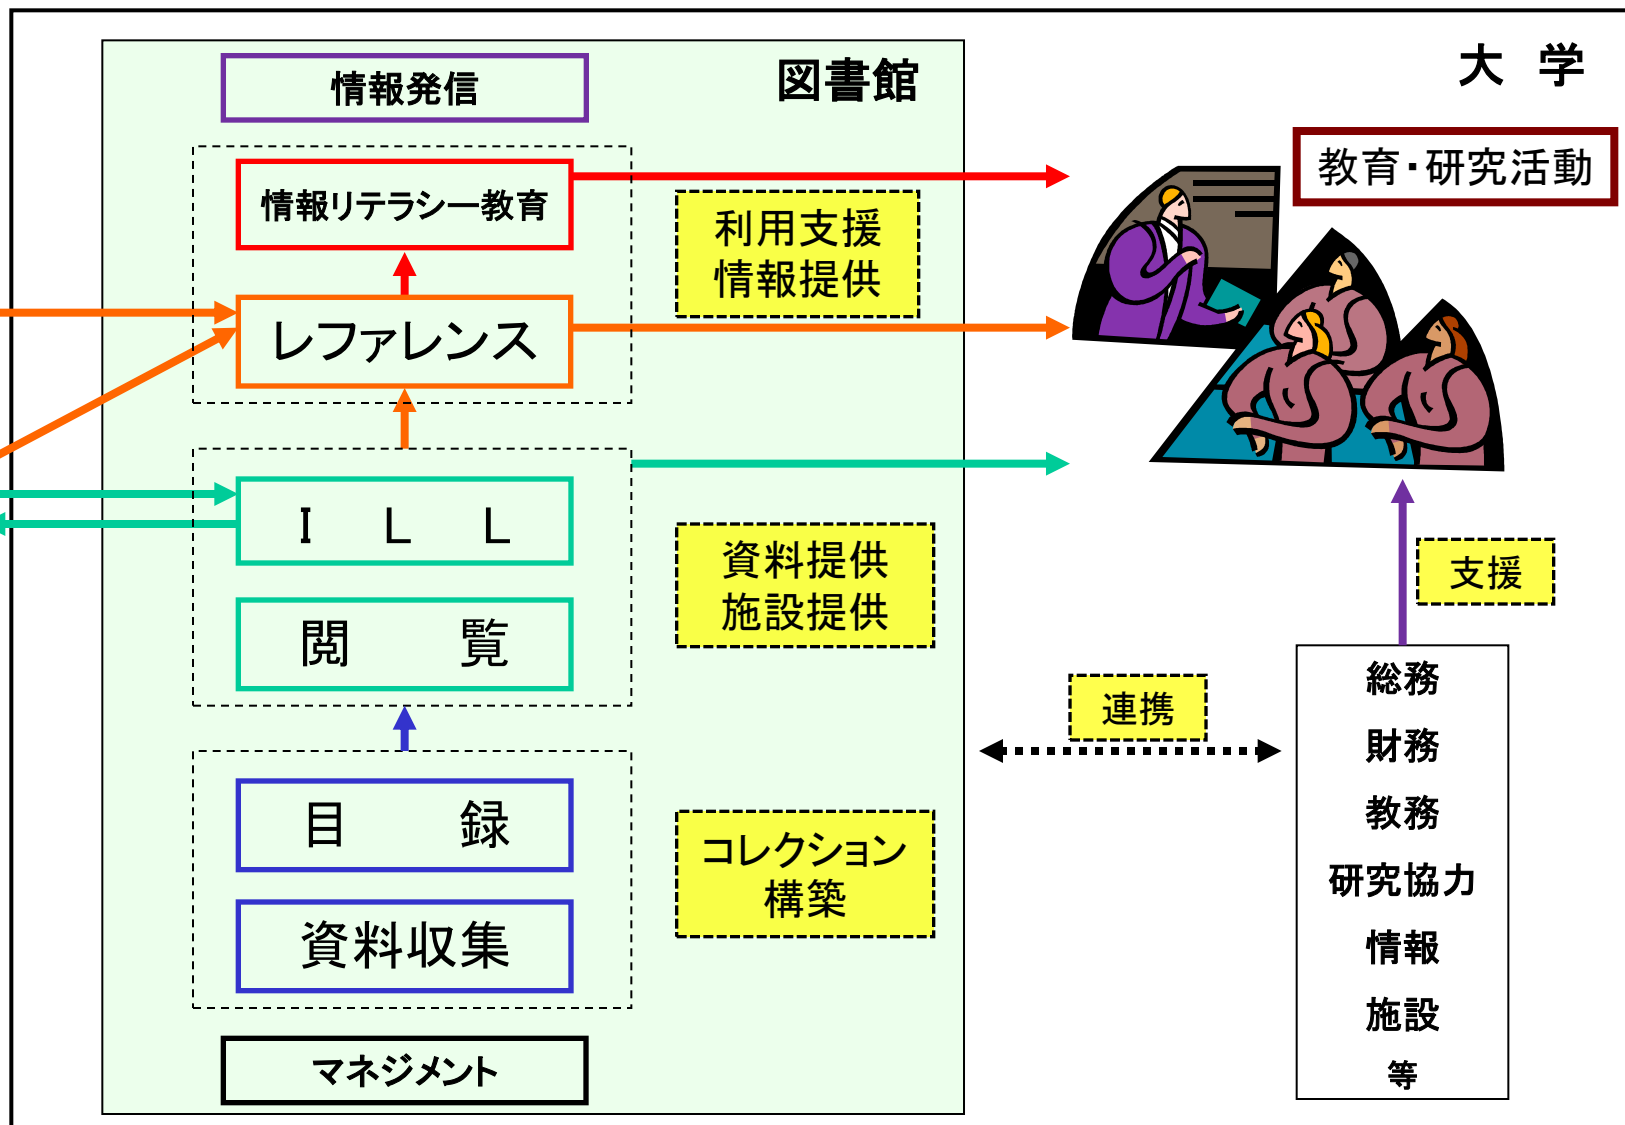 図書館
情報発信
情報リテラシー教育
レファレンス
利用支援
情報提供
I L L
閲 覧
資料提供
施設提供
目 録
資料収集
コレクション
構築
マネジメント
大 学
教育・研究活動
支援
連携
総務
財務
教務
研究協力
情報
施設
等